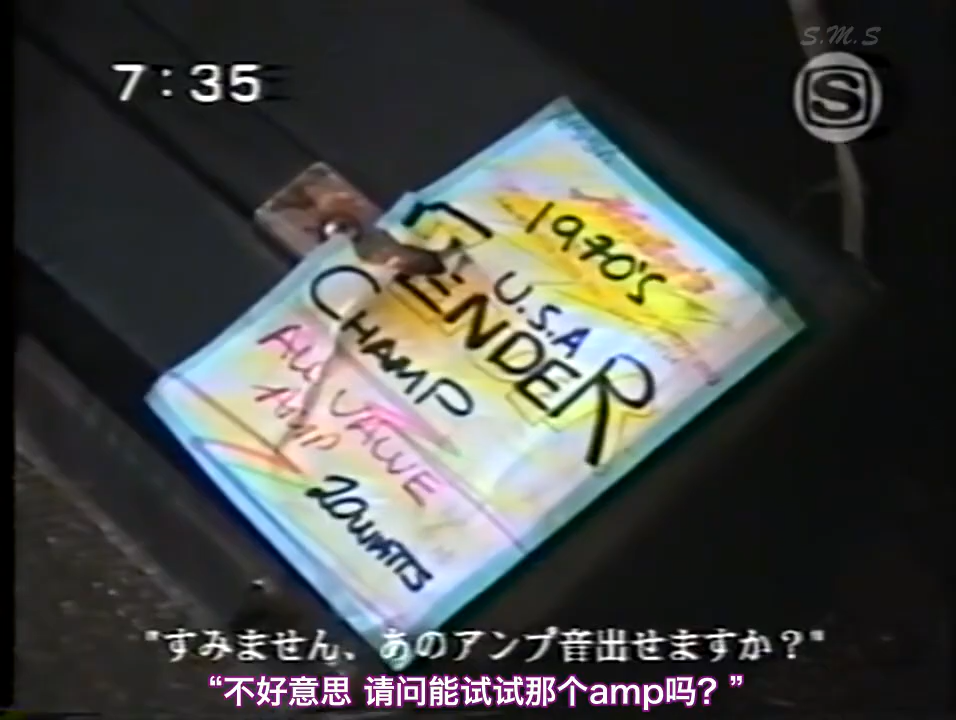 S.M.S
7:35
S
1970'S
U.S.A
FENDER
CHAMP
ALL VALVE
AMP
20WATTS
"すみません、あのアンプ音出せますか？"
“不好意思 请问能试试那个amp吗？”